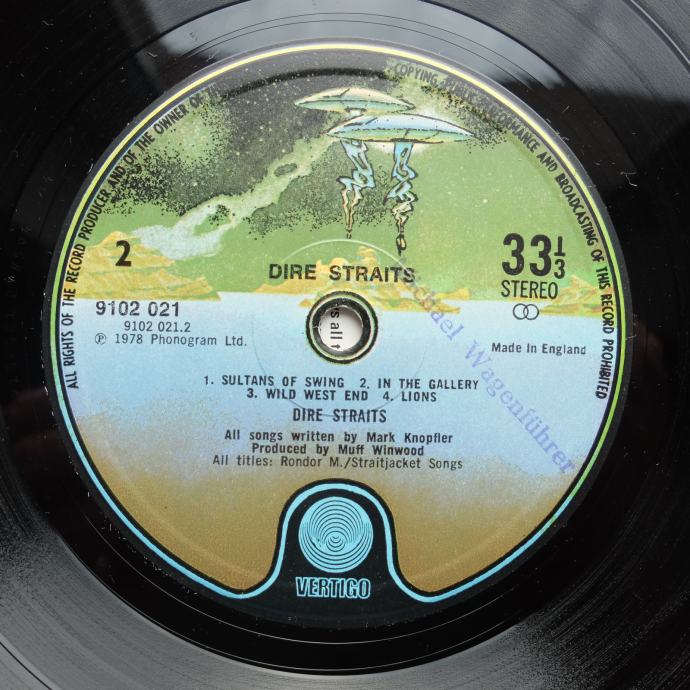 ALL RIGHTS OF THE RECORD PRODUCER AND OF THE OWNER OF
COPYING PERFORMANCE AND BROADCASTING OF THIS RECORD PROHIBITED
2
DIRE STRAITS
33⅓
STEREO
9102 021
9102 021.2
℗ 1978 Phonogram Ltd.
s all t
Made In England
Michael Wagenführer
1. SULTANS OF SWING 2. IN THE GALLERY
3. WILD WEST END 4. LIONS
DIRE STRAITS
All songs written by Mark Knopfler
Produced by Muff Winwood
All titles: Rondor M./Straitjacket Songs
VERTIGO